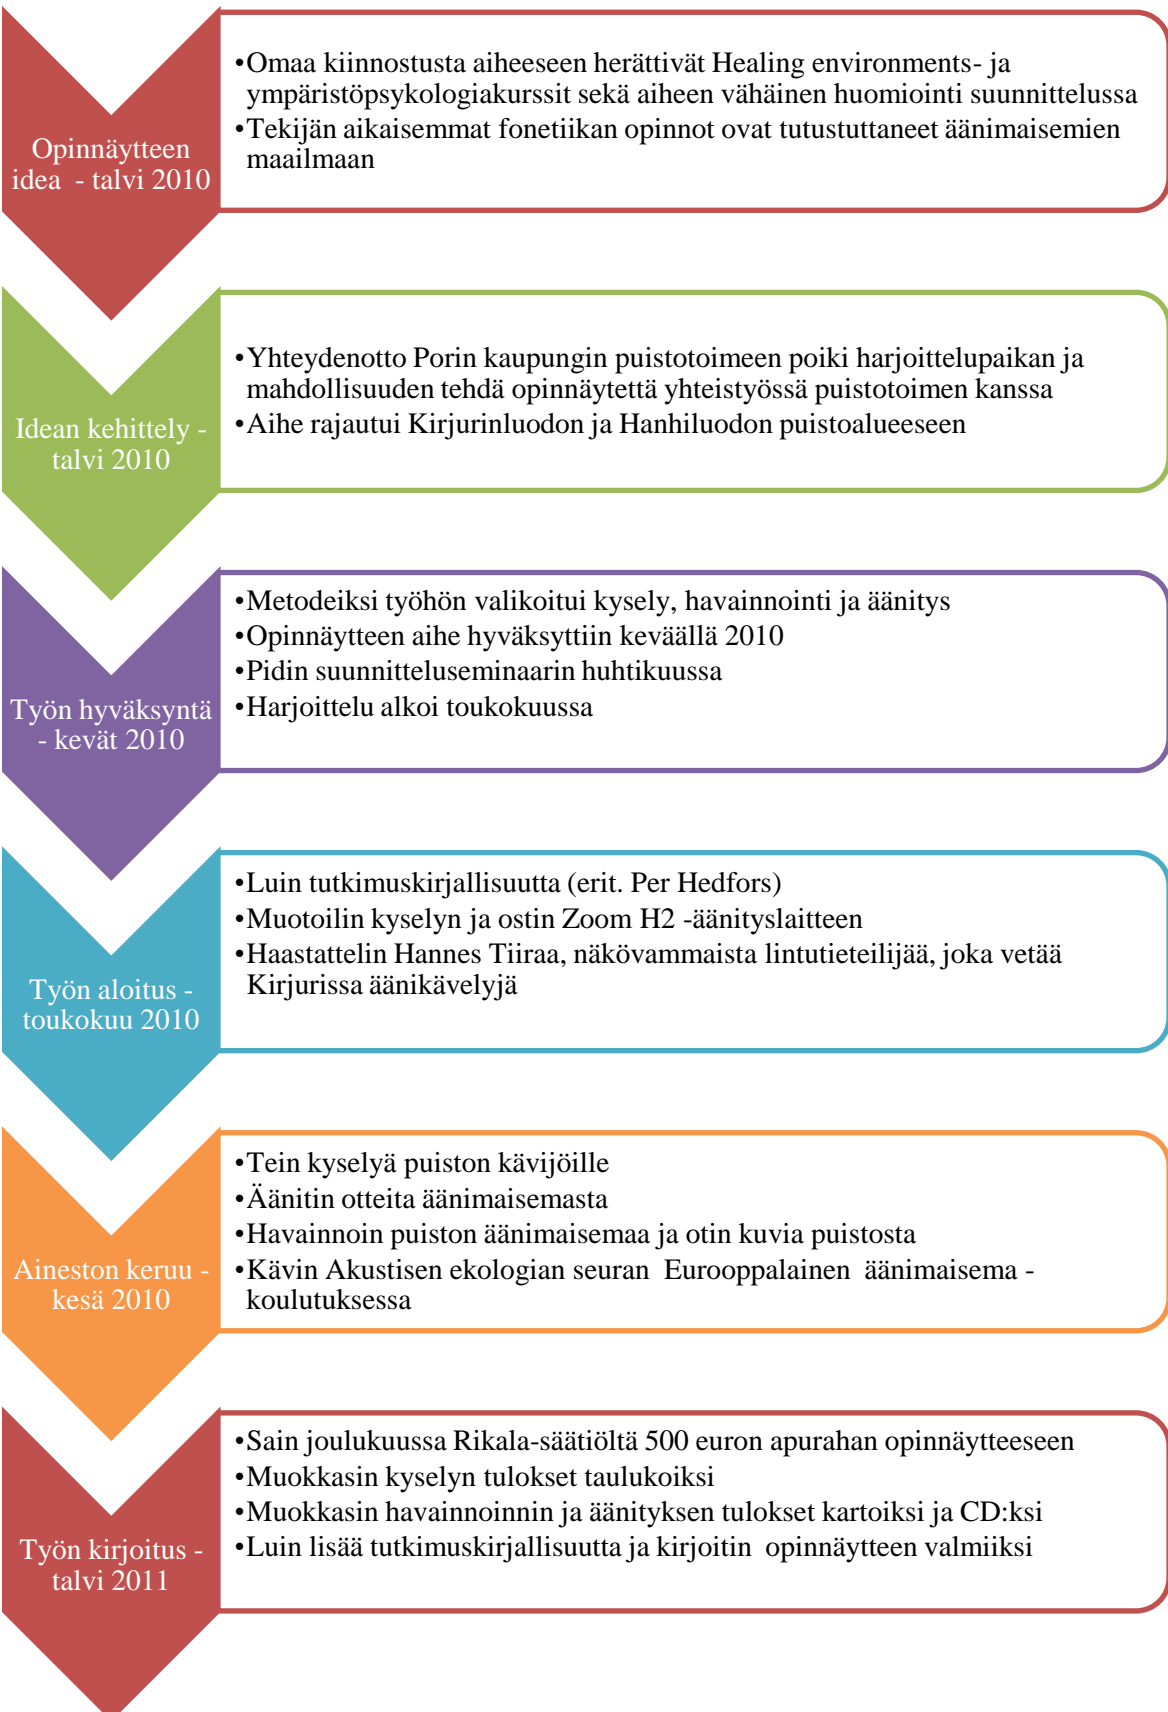 Opinnäytteen
idea - talvi 2010
•Omaa kiinnostusta aiheeseen herättivät Healing environments- ja
ympäristöpsykologiakurssit sekä aiheen vähäinen huomiointi suunnittelussa
•Tekijän aikaisemmat fonetiikan opinnot ovat tutustuttaneet äänimaisemien
maailmaan
Idean kehittely -
talvi 2010
•Yhteydenotto Porin kaupungin puistotoimeen poiki harjoittelupaikan ja
mahdollisuuden tehdä opinnäytettä yhteistyössä puistotoimen kanssa
•Aihe rajautui Kirjurinluodon ja Hanhiluodon puistoalueeseen
Työn hyväksyntä
- kevät 2010
•Metodeiksi työhön valikoitui kysely, havainnointi ja äänitys
•Opinnäytteen aihe hyväksyttiin keväällä 2010
•Pidin suunnitteluseminaarin huhtikuussa
•Harjoittelu alkoi toukokuussa
Työn aloitus -
toukokuu 2010
•Luin tutkimuskirjallisuutta (erit. Per Hedfors)
•Muotoilin kyselyn ja ostin Zoom H2 -äänityslaitteen
•Haastattelin Hannes Tiiraa, näkövammaista lintutieteilijää, joka vetää
Kirjurissa äänikävelyjä
Aineston keruu -
kesä 2010
•Tein kyselyä puiston kävijöille
•Äänitin otteita äänimaisemasta
•Havainnoin puiston äänimaisemaa ja otin kuvia puistosta
•Kävin Akustisen ekologian seuran Eurooppalainen äänimaisema -
koulutuksessa
Työn kirjoitus -
talvi 2011
•Sain joulukuussa Rikala-säätiöltä 500 euron apurahan opinnäytteeseen
•Muokkasin kyselyn tulokset taulukoiksi
•Muokkasin havainnoinnin ja äänityksen tulokset kartoiksi ja CD:ksi
•Luin lisää tutkimuskirjallisuutta ja kirjoitin opinnäytteen valmiiksi